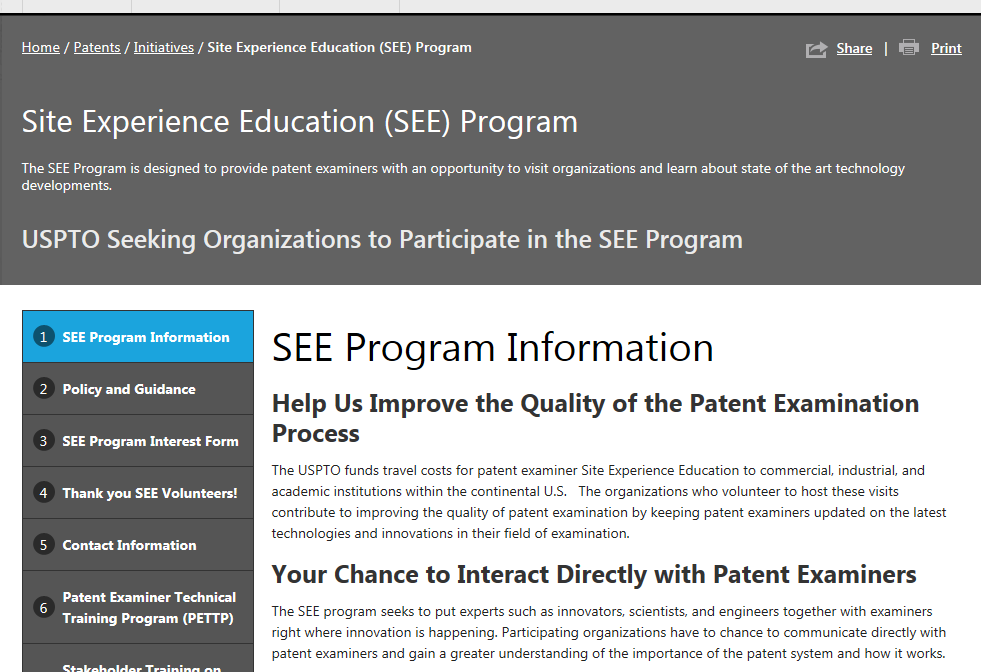 Home / Patents / Initiatives / Site Experience Education (SEE) Program
Share | Print
Site Experience Education (SEE) Program
The SEE Program is designed to provide patent examiners with an opportunity to visit organizations and learn about state of the art technology
developments.
USPTO Seeking Organizations to Participate in the SEE Program
1 SEE Program Information
2 Policy and Guidance
3 SEE Program Interest Form
4 Thank you SEE Volunteers!
5 Contact Information
6 Patent Examiner Technical
Training Program (PETTP)
Stakeholder Training on
SEE Program Information
Help Us Improve the Quality of the Patent Examination
Process
The USPTO funds travel costs for patent examiner Site Experience Education to commercial, industrial, and
academic institutions within the continental U.S. The organizations who volunteer to host these visits
contribute to improving the quality of patent examination by keeping patent examiners updated on the latest
technologies and innovations in their field of examination.
Your Chance to Interact Directly with Patent Examiners
The SEE program seeks to put experts such as innovators, scientists, and engineers together with examiners
right where innovation is happening. Participating organizations have to chance to communicate directly with
patent examiners and gain a greater understanding of the importance of the patent system and how it works.